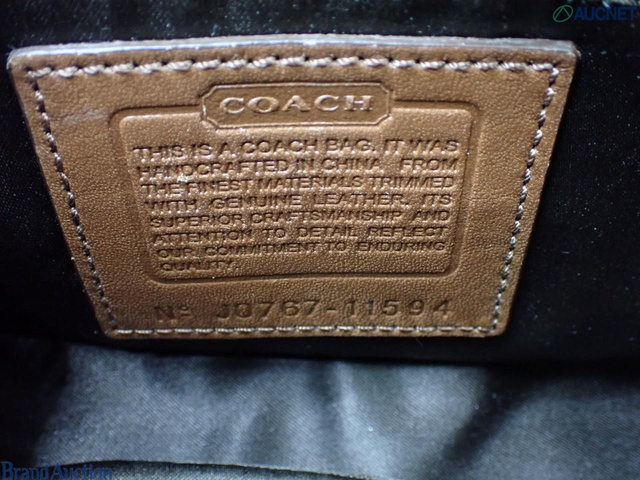 AUCNET
COACH
THIS IS A COACH BAG. IT WAS
HANDCRAFTED IN CHINA FROM
THE FINEST MATERIALS TRIMMED
WITH GENUINE LEATHER. ITS
SUPERIOR CRAFTSMANSHIP AND
ATTENTION TO DETAIL REFLECT
OUR COMMITMENT TO ENDURING
QUALITY.
Nº J0767-11594
Brand Auction